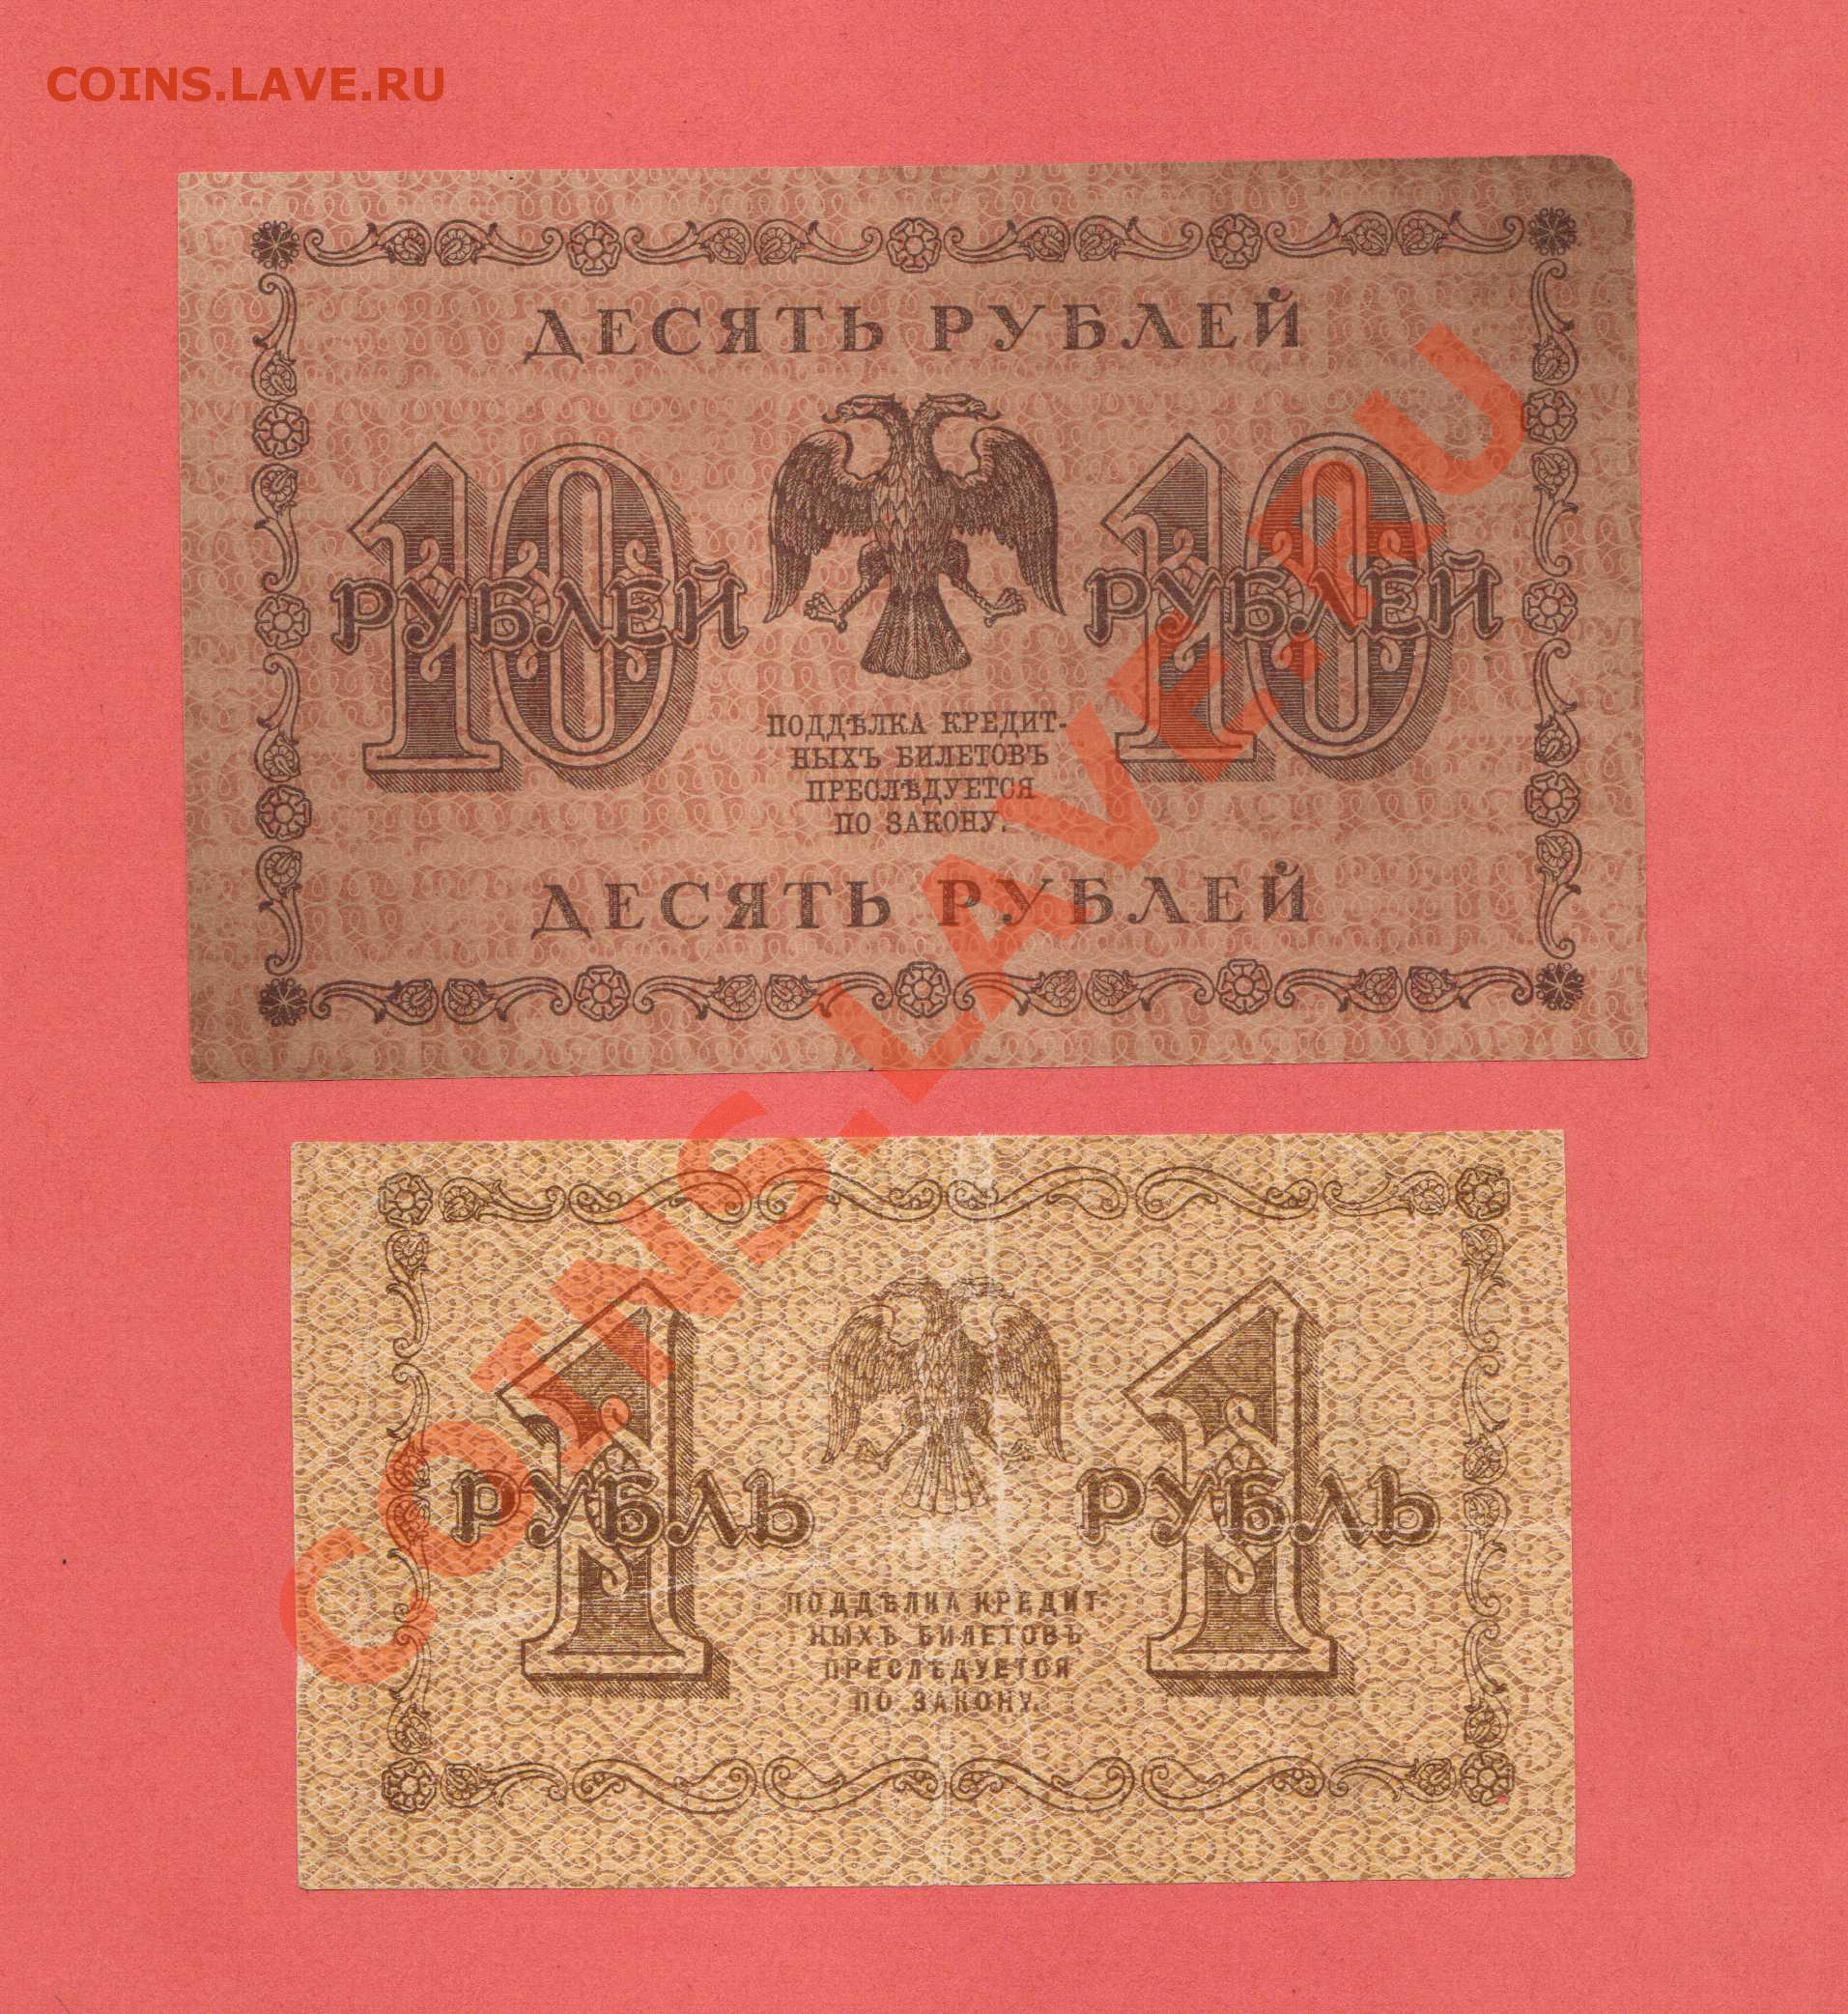 COINS.LAVE.RU
ДЕСЯТЬ РУБЛЕЙ
10 10
РУБЛЕЙ РУБЛЕЙ
ПОДДѢЛКА КРЕДИТ-
НЫХЪ БИЛЕТОВЪ
ПРЕСЛѢДУЕТСЯ
ПО ЗАКОНУ.
ДЕСЯТЬ РУБЛЕЙ
COINS.LAVE.RU
1 1
РУБЛЬ РУБЛЬ
ПОДДѢЛКА КРЕДИТ-
НЫХЪ БИЛЕТОВЪ
ПРЕСЛѢДУЕТСЯ
ПО ЗАКОНУ.